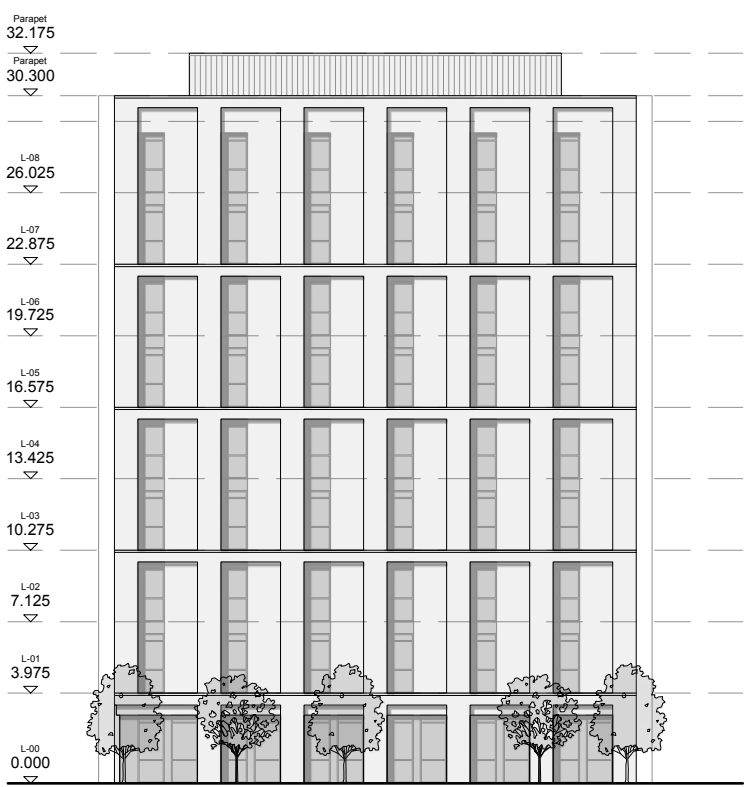 Parapet
32.175
Parapet
30.300
L-08
26.025
L-07
22.875
L-06
19.725
L-05
16.575
L-04
13.425
L-03
10.275
L-02
7.125
L-01
3.975
L-00
0.000